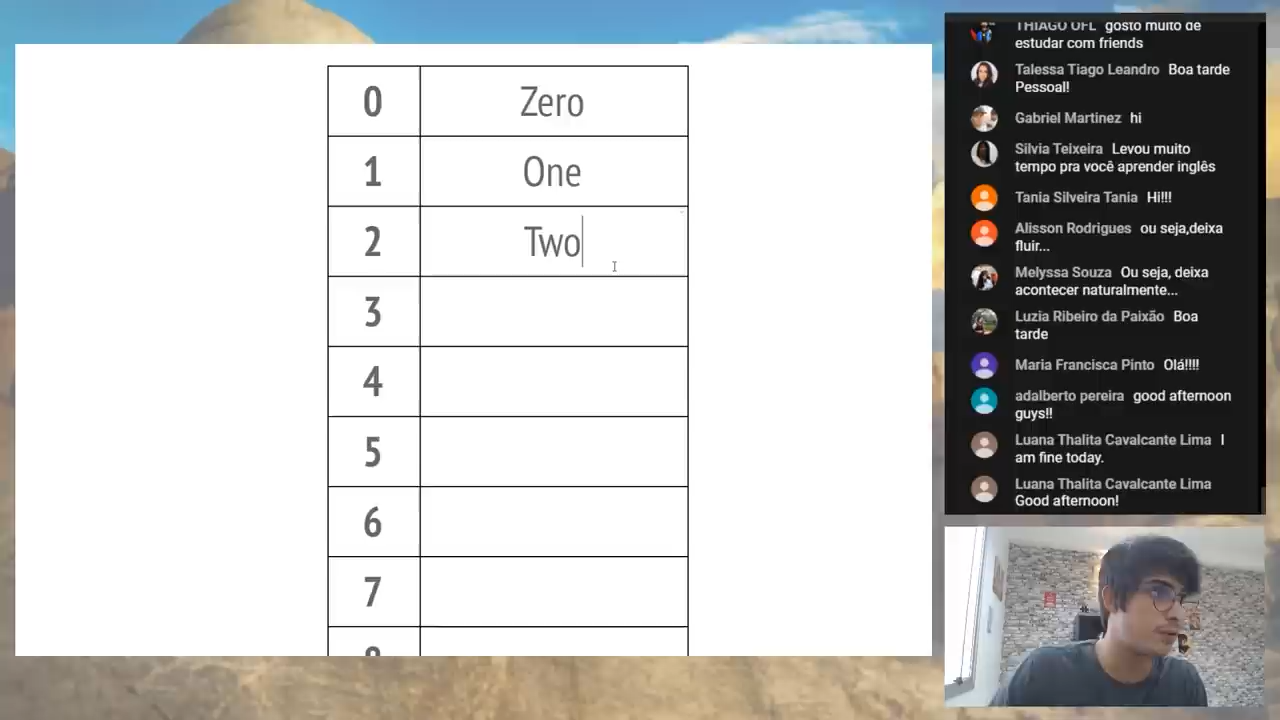 0 Zero
1 One
2 Two
3
4
5
6
7
THIAGO OFL gosto muito de
estudar com friends
Talessa Tiago Leandro Boa tarde
Pessoal!
Gabriel Martinez hi
Silvia Teixeira Levou muito
tempo pra você aprender inglês
Tania Silveira Tania Hi!!!
Alisson Rodrigues ou seja,deixa
fluir...
Melyssa Souza Ou seja, deixa
acontecer naturalmente...
Luzia Ribeiro da Paixão Boa
tarde
Maria Francisca Pinto Olá!!!!
adalberto pereira good afternoon
guys!!
Luana Thalita Cavalcante Lima I
am fine today.
Luana Thalita Cavalcante Lima
Good afternoon!